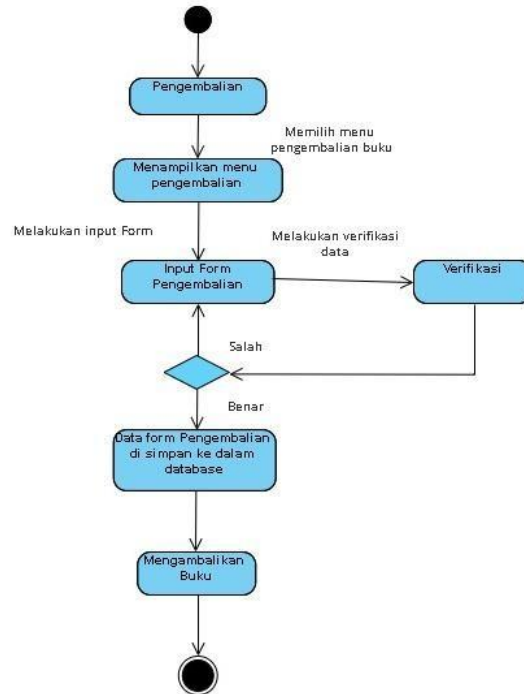 Pengembalian
Memilih menu
pengembalian buku
Menampilkan menu
pengembalian
Melakukan input Form
Melakukan verifikasi
data
Input Form
Pengembalian
Verifikasi
Salah
Benar
Data form Pengembalian
di simpan ke dalam
database
Mengambalikan
Buku